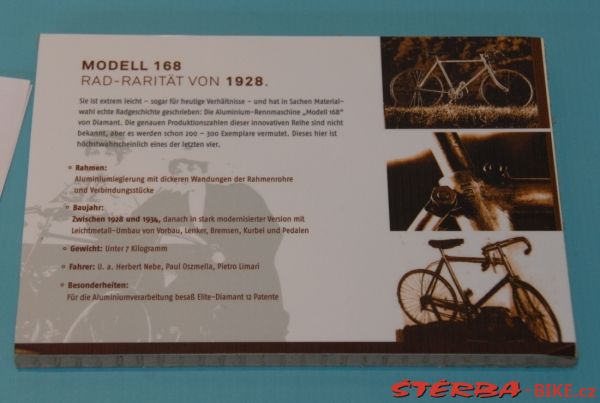 MODELL 168
RAD-RARITÄT VON 1928.
Sie ist extrem leicht – sogar für heutige Verhältnisse – und hat in Sachen Material-
wahl echte Radgeschichte geschrieben: Die Aluminium-Rennmaschine „Modell 168"
von Diamant. Die genauen Produktionszahlen dieser innovativen Reihe sind nicht
bekannt, aber es werden schon 200 – 300 Exemplare vermutet. Dieses hier ist
höchstwahrscheinlich eines der letzten vier.
Rahmen:
Aluminiumlegierung mit dickeren Wandungen der Rahmenrohre
und Verbindungsstücke
Baujahr:
Zwischen 1928 und 1934, danach in stark modernisierter Version mit
Leichtmetall-Umbau von Vorbau, Lenker, Bremsen, Kurbel und Pedalen
Gewicht: Unter 7 Kilogramm
Fahrer: U. a. Herbert Nebe, Paul Oszmella, Pietro Limari
Besonderheiten:
Für die Aluminiumverarbeitung besaß Elite-Diamant 12 Patente
STERBA-BIKE.cz